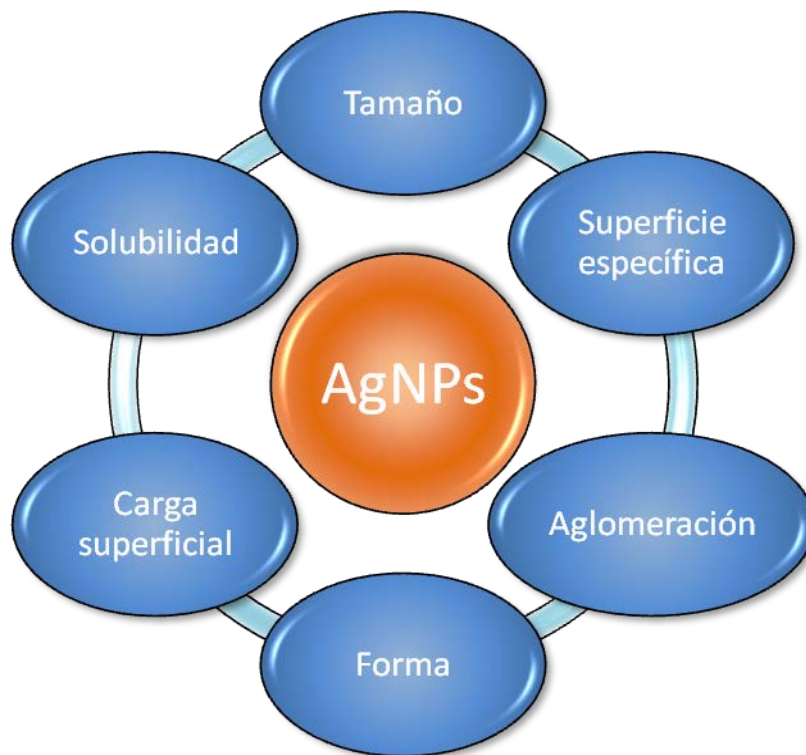 Tamaño
Superficie
específica
Aglomeración
Forma
Carga
superficial
Solubilidad
AgNPs